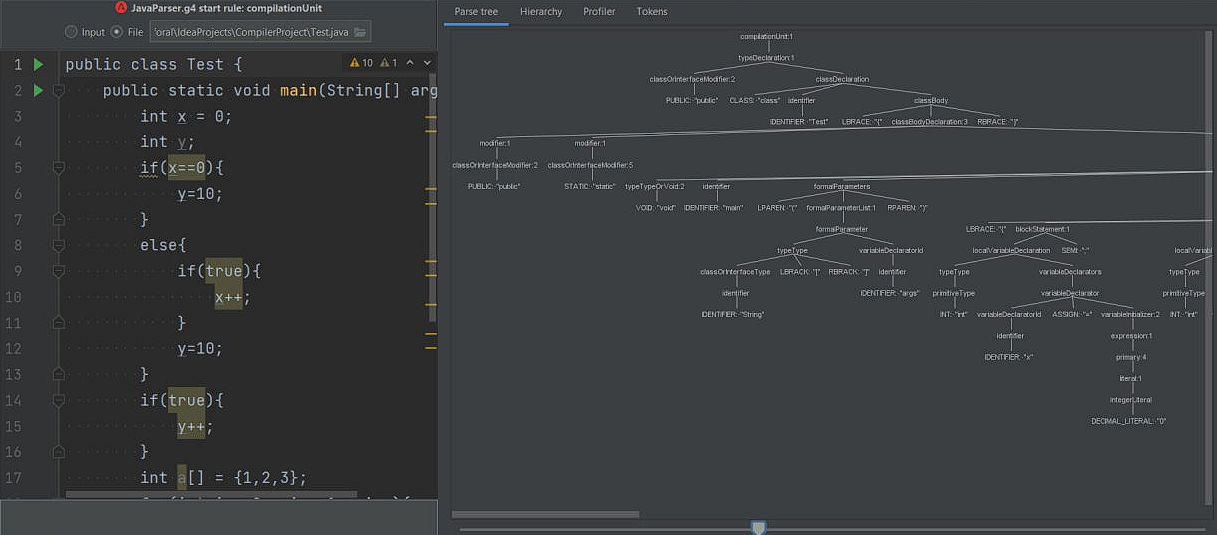 JavaParser.g4 start rule: compilationUnit
Input File 'oral\IdeaProjects\CompilerProject\Test.java
10 1
1 public class Test {
2 public static void main(String[] arg
3 int x = 0;
4 int y;
5 if(x==0){
6 y=10;
7 }
8 else{
9 if(true){
10 x++;
11 }
12 y=10;
13 }
14 if(true){
15 y++;
16 }
17 int a[] = {1,2,3};
Parse tree Hierarchy Profiler Tokens
compilationUnit:1
typeDeclaration:1
classOrInterfaceModifier:2 classDeclaration
PUBLIC: "public" CLASS: "class" identifier classBody
IDENTIFIER: "Test" LBRACE: "{" classBodyDeclaration:3 RBRACE: "}"
modifier:1 modifier:1
classOrInterfaceModifier:2 classOrInterfaceModifier:5
PUBLIC: "public" STATIC: "static" typeTypeOrVoid:2 identifier formalParameters
VOID: "void" IDENTIFIER: "main" LPAREN: "(" formalParameterList:1 RPAREN: ")"
formalParameter LBRACE: "{" blockStatement:1
typeType variableDeclaratorId localVariableDeclaration SEMI: ";" localVariabl
classOrInterfaceType LBRACK: "[" RBRACK: "]" identifier typeType variableDeclarators typeType
identifier IDENTIFIER: "args" primitiveType variableDeclarator primitiveType
IDENTIFIER: "String" INT: "int" variableDeclaratorId ASSIGN: "=" variableInitializer:2 INT: "int"
identifier expression:1
IDENTIFIER: "x" primary:4
literal:1
integerLiteral
DECIMAL_LITERAL: "0"